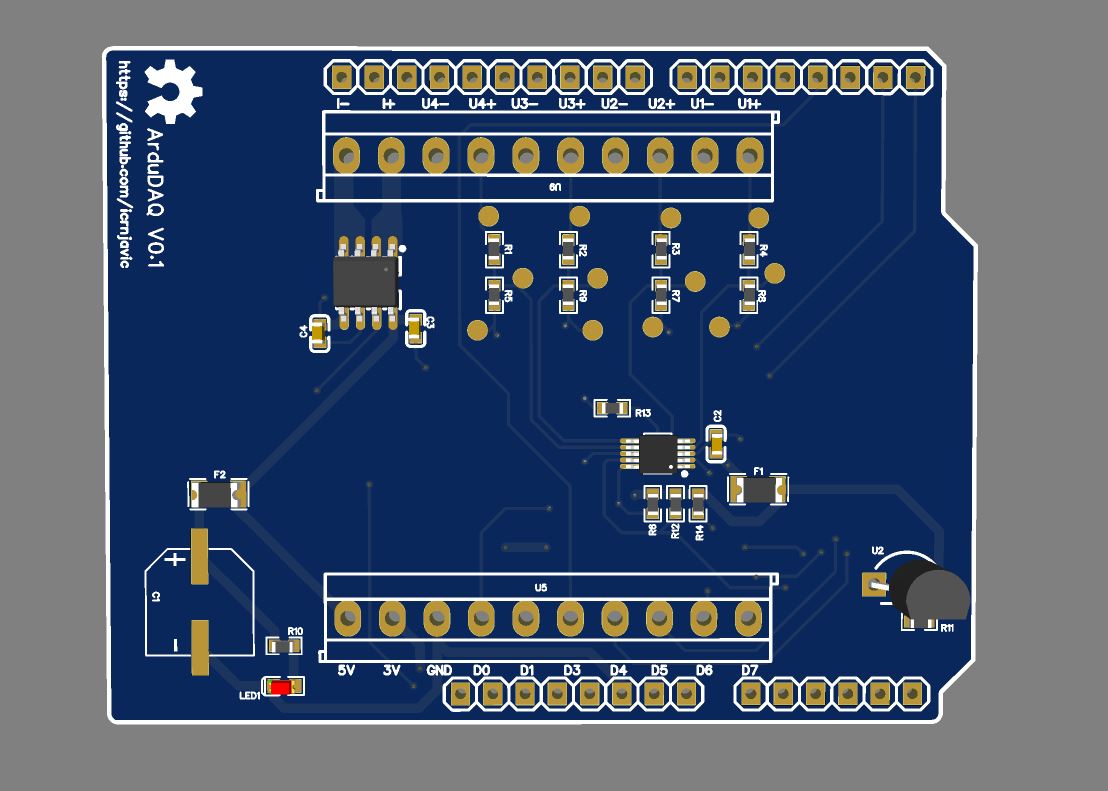 https://github.com/icrnjavic
ArduDAQ V0.1
I- I+ U4- U4+ U3- U3+ U2- U2+ U1- U1+
U9
R1 R2 R3 R4
R5 R9 R7 R8
C4 C3
R13 C2
F2 F1
R6 R12 R14
U2
C1 + -
U5
R10 R11
5V 3V GND D0 D1 D3 D4 D5 D6 D7
LED1